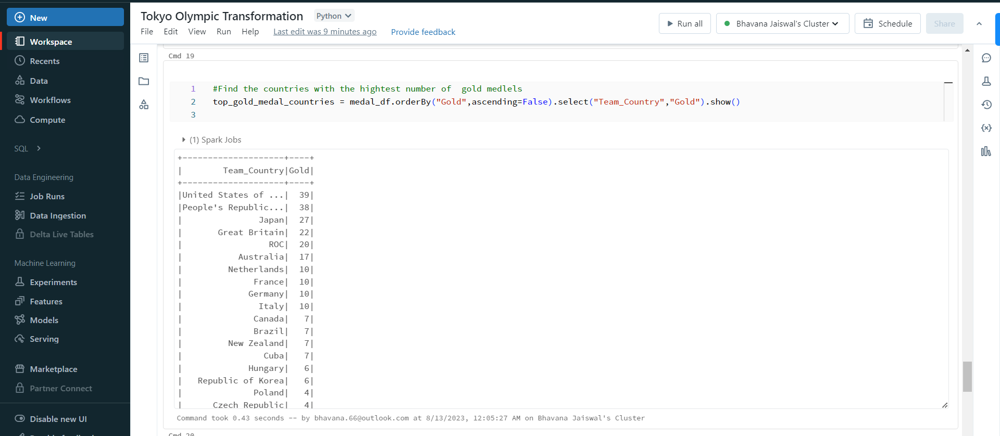 New
Workspace
Recents
Data
Workflows
Compute
SQL
Data Engineering
Job Runs
Data Ingestion
Delta Live Tables
Machine Learning
Experiments
Features
Models
Serving
Marketplace
Partner Connect
Disable new UI
Tokyo Olympic Transformation
Python
File Edit View Run Help Last edit was 9 minutes ago Provide feedback
Run all
Bhavana Jaiswal's Cluster
Schedule
Share
Cmd 19
1 #Find the countries with the hightest number of  gold medlels
2 top_gold_medal_countries = medal_df.orderBy("Gold",ascending=False).select("Team_Country","Gold").show()
3
(1) Spark Jobs
+--------------------+----+
|        Team_Country|Gold|
+--------------------+----+
|United States of ...|  39|
|People's Republic...|  38|
|               Japan|  27|
|       Great Britain|  22|
|                 ROC|  20|
|           Australia|  17|
|         Netherlands|  10|
|              France|  10|
|             Germany|  10|
|               Italy|  10|
|              Canada|   7|
|              Brazil|   7|
|         New Zealand|   7|
|                Cuba|   7|
|             Hungary|   6|
|   Republic of Korea|   6|
|              Poland|   4|
|      Czech Republic|   4|
Command took 0.43 seconds -- by bhavana.66@outlook.com at 8/13/2023, 12:05:27 AM on Bhavana Jaiswal's Cluster
Cmd 20